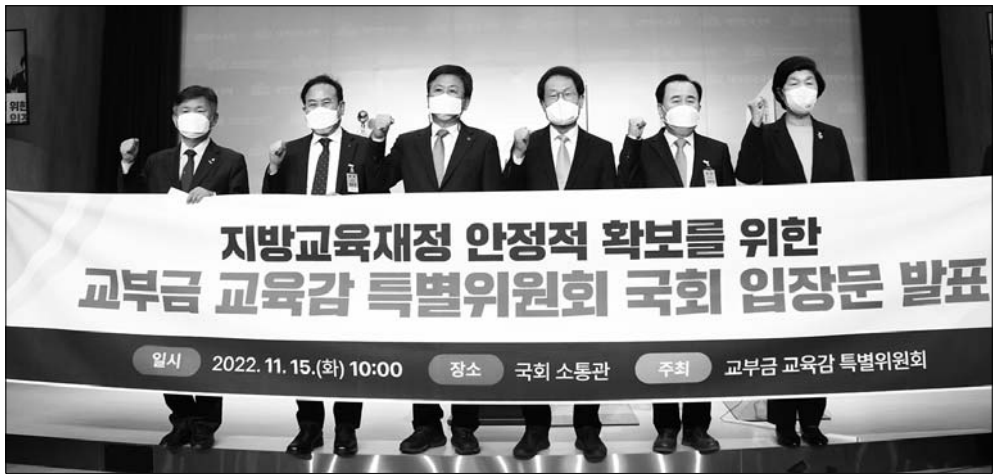 위한
지방교육재정 안정적 확보를 위한
교부금 교육감 특별위원회 국회 입장문 발표
일시 2022. 11. 15.(화) 10:00 장소 국회 소통관 주최 교부금 교육감 특별위원회